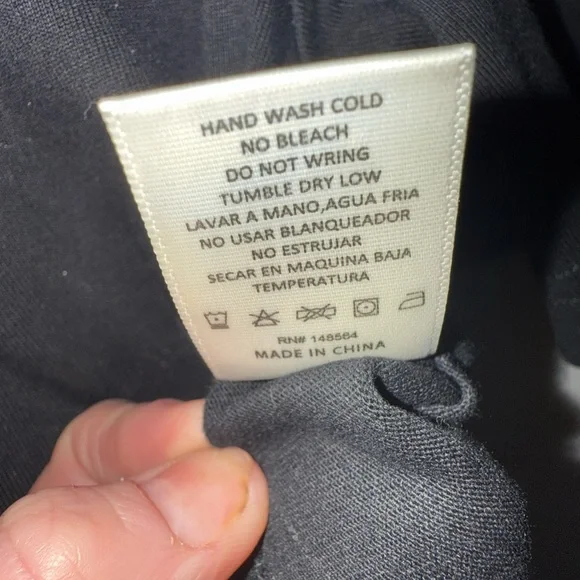 HAND WASH COLD
NO BLEACH
DO NOT WRING
TUMBLE DRY LOW
LAVAR A MANO,AGUA FRIA
NO USAR BLANQUEADOR
NO ESTRUJAR
SECAR EN MAQUINA BAJA
TEMPERATURA
RN# 148564
MADE IN CHINA